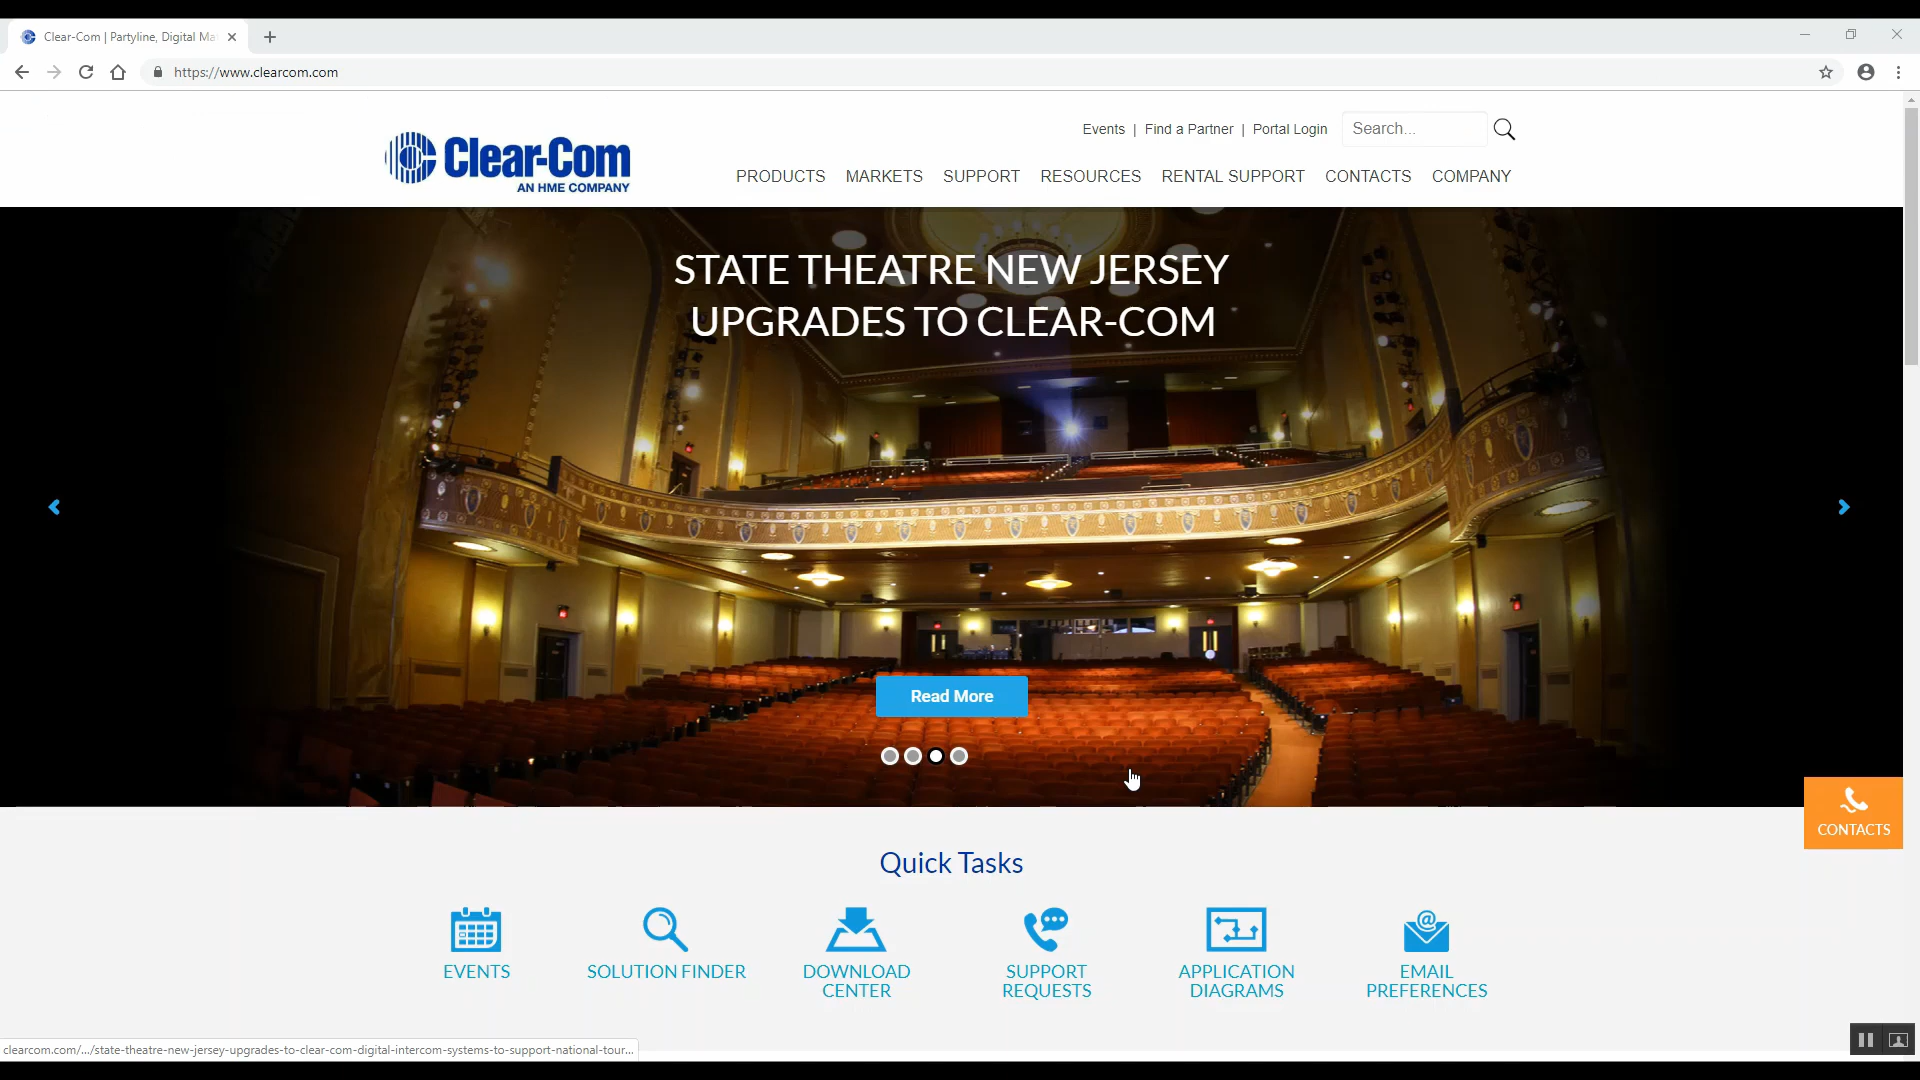 Clear-Com | Partyline, Digital Ma
https://www.clearcom.com
Events | Find a Partner | Portal Login
Search...
Clear-Com
AN HME COMPANY
PRODUCTS MARKETS SUPPORT RESOURCES RENTAL SUPPORT CONTACTS COMPANY
STATE THEATRE NEW JERSEY
UPGRADES TO CLEAR-COM
Read More
CONTACTS
Quick Tasks
EVENTS
SOLUTION FINDER
DOWNLOAD
CENTER
SUPPORT
REQUESTS
APPLICATION
DIAGRAMS
EMAIL
PREFERENCES
clearcom.com/.../state-theatre-new-jersey-upgrades-to-clear-com-digital-intercom-systems-to-support-national-tour...